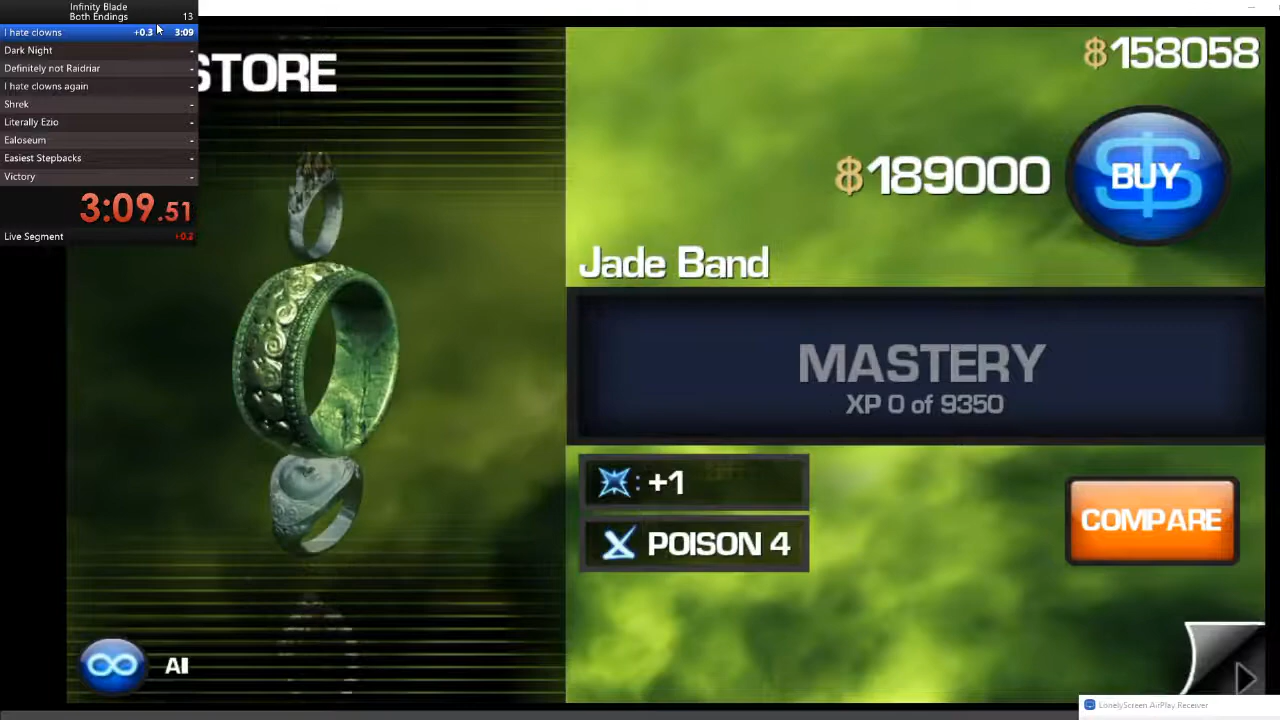 Infinity Blade
Both Endings 13
I hate clowns +0.3 3:09
Dark Night -
Definitely not Raidriar -
I hate clowns again -
Shrek -
Literally Ezio -
Ealoseum -
Easiest Stepbacks -
Victory -
3:09.51
Live Segment +0.3
STORE
158058
189000
BUY
Jade Band
MASTERY
XP 0 of 9350
: +1
POISON 4
COMPARE
All
LonelyScreen AirPlay Receiver